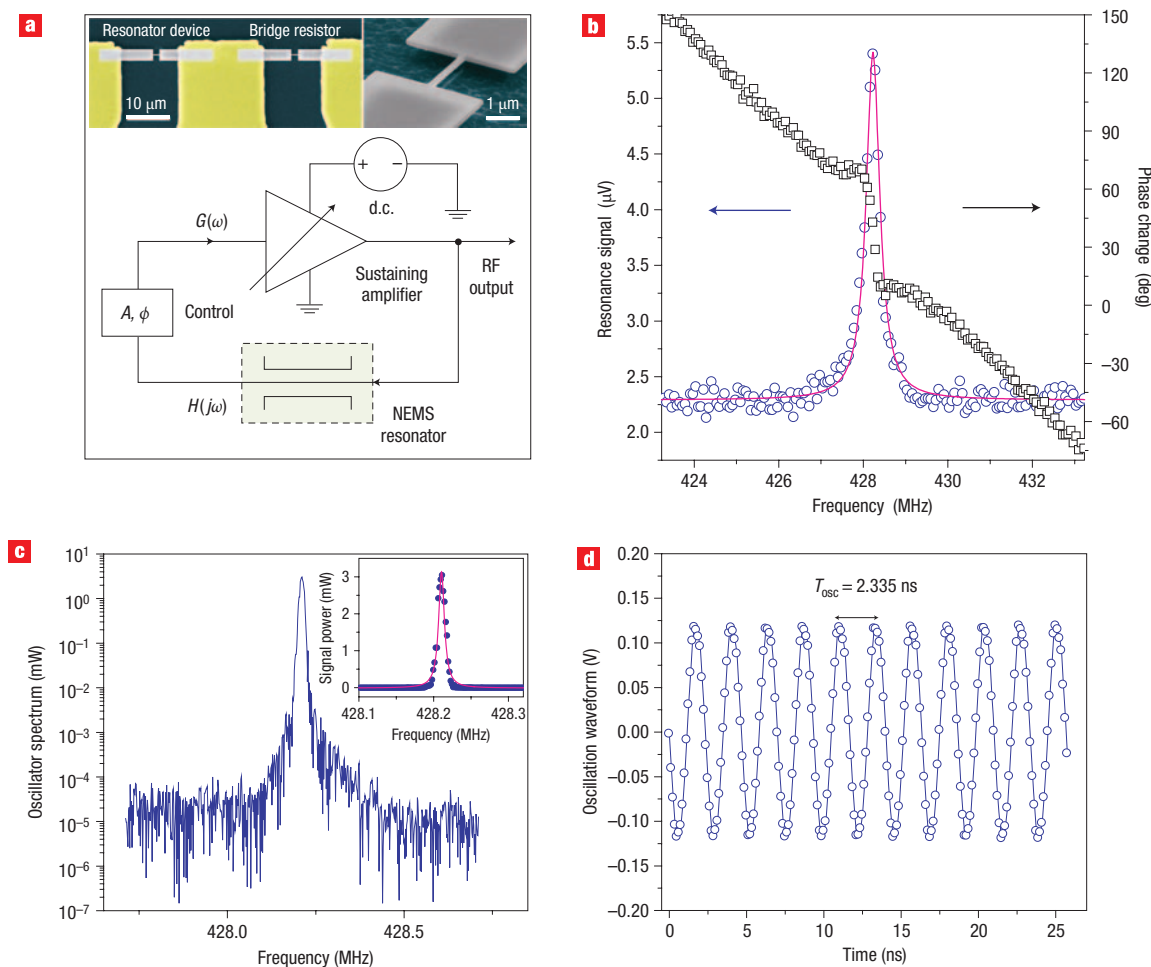 a
Resonator device
Bridge resistor
10 μm
1 μm
+
−
d.c.
G(ω)
Sustaining
amplifier
RF
output
A, ϕ
Control
H(jω)
NEMS
resonator
b
5.5
5.0
4.5
4.0
3.5
3.0
2.5
2.0
Resonance signal (μV)
150
130
90
60
30
0
−30
−60
Phase change (deg)
424
426
428
430
432
Frequency (MHz)
c
10¹
10⁰
10⁻¹
10⁻²
10⁻³
10⁻⁴
10⁻⁵
10⁻⁶
10⁻⁷
Oscillator spectrum (mW)
428.0
428.5
Frequency (MHz)
3
2
1
0
Signal power (mW)
428.1
428.2
428.3
Frequency (MHz)
d
0.20
0.15
0.10
0.05
0.00
−0.05
−0.10
−0.15
−0.20
Oscillation waveform (V)
T_osc = 2.335 ns
0
5
10
15
20
25
Time (ns)